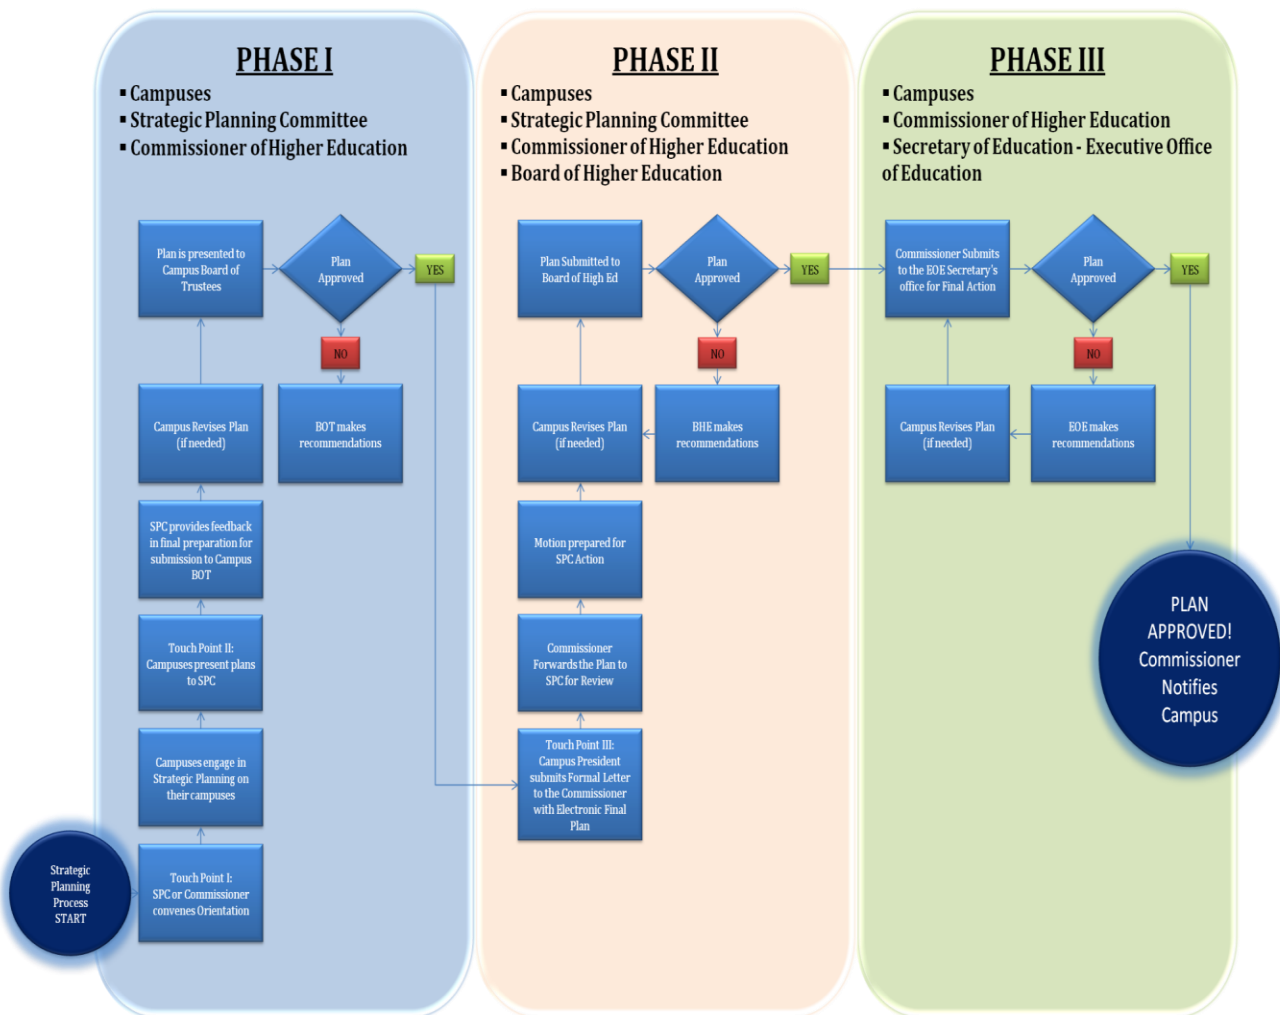 PHASE I
▪ Campuses
▪ Strategic Planning Committee
▪ Commissioner of Higher Education
Plan is presented to
Campus Board of
Trustees
Plan
Approved
YES
NO
Campus Revises Plan
(if needed)
BOT makes
recommendations
SPC provides feedback
in final preparation for
submission to Campus
BOT
Touch Point II:
Campuses present plans
to SPC
Campuses engage in
Strategic Planning on
their campuses
Strategic
Planning
Process
START
Touch Point I:
SPC or Commissioner
convenes Orientation
PHASE II
▪ Campuses
▪ Strategic Planning Committee
▪ Commissioner of Higher Education
▪ Board of Higher Education
Plan Submitted to
Board of High Ed
Plan
Approved
YES
NO
Campus Revises Plan
(if needed)
BHE makes
recommendations
Motion prepared for
SPC Action
Commissioner
Forwards the Plan to
SPC for Review
Touch Point III:
Campus President
submits Formal Letter
to the Commissioner
with Electronic Final
Plan
PHASE III
▪ Campuses
▪ Commissioner of Higher Education
▪ Secretary of Education - Executive Office
of Education
Commissioner Submits
to the EOE Secretary's
office for Final Action
Plan
Approved
YES
NO
Campus Revises Plan
(if needed)
EOE makes
recommendations
PLAN
APPROVED!
Commissioner
Notifies
Campus